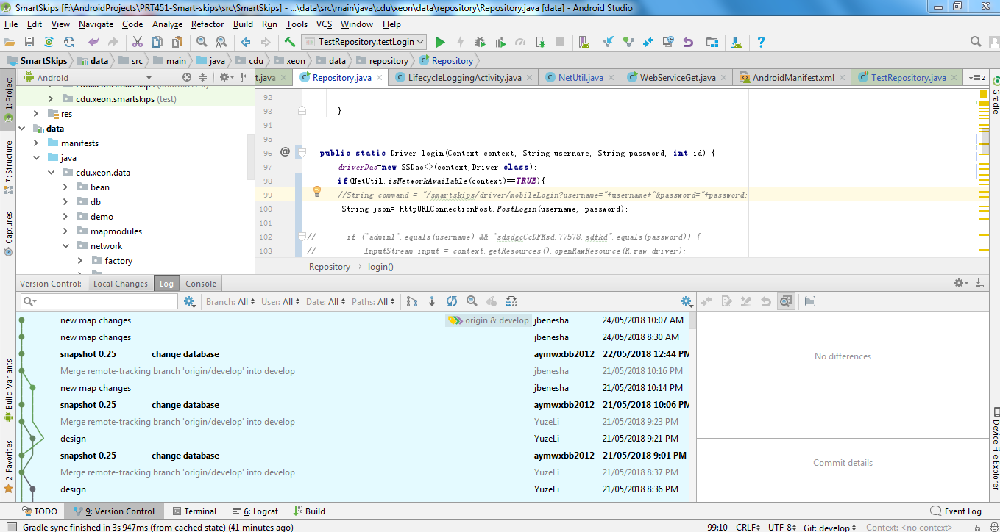 SmartSkips [F:\AndroidProjects\PRT451-Smart-skips\src\SmartSkips] - ...\data\src\main\java\cdu\xeon\data\repository\Repository.java [data] - Android Studio
File Edit View Navigate Code Analyze Refactor Build Run Tools VCS Window Help
TestRepository.testLogin
SmartSkips data src main java cdu xeon data repository Repository
Android
t.java Repository.java LifecycleLoggingActivity.java NetUtil.java WebServiceGet.java AndroidManifest.xml TestRepository.java 2
1: Project
7: Structure
Captures
Build Variants
2: Favorites
Gradle
Device File Explorer
cdu.xeon.smartskips (androidTest)
cdu.xeon.smartskips (test)
res
data
manifests
java
cdu.xeon.data
bean
db
demo
mapmodules
network
factory
92
93 }
94
95
96 @ public static Driver login(Context context, String username, String password, int id) {
97 driverDao=new SSDao<>(context,Driver.class);
98 if(NetUtil.isNetworkAvailable(context)==TRUE){
99 //String command = "/smartskips/driver/mobileLogin?username="+username+"&password="+password;
100 String json= HttpURLConnectionPost.PostLogin(username, password);
101
102 // if ("admin1".equals(username) && "sdsdgcCcDFKsd.77578.sdfkd".equals(password)) {
103 // InputStream input = context.getResources().openRawResource(R.raw.driver);
Repository login()
Version Control: Local Changes Log Console
Branch: All User: All Date: All Paths: All
new map changes origin & develop jbenesha 24/05/2018 10:07 AM
new map changes jbenesha 24/05/2018 8:30 AM
snapshot 0.25 change database aymwxbb2012 22/05/2018 12:44 PM
Merge remote-tracking branch 'origin/develop' into develop jbenesha 21/05/2018 10:16 PM
new map changes jbenesha 21/05/2018 10:14 PM
snapshot 0.25 change database aymwxbb2012 21/05/2018 10:06 PM
Merge remote-tracking branch 'origin/develop' into develop YuzeLi 21/05/2018 9:23 PM
design YuzeLi 21/05/2018 9:21 PM
snapshot 0.25 change database aymwxbb2012 21/05/2018 9:01 PM
Merge remote-tracking branch 'origin/develop' into develop YuzeLi 21/05/2018 8:37 PM
design YuzeLi 21/05/2018 8:36 PM
No differences
Commit details
TODO 9: Version Control Terminal 6: Logcat Build Event Log
Gradle sync finished in 3s 947ms (from cached state) (41 minutes ago) 99:10 CRLF UTF-8 Git: develop Context: <no context>